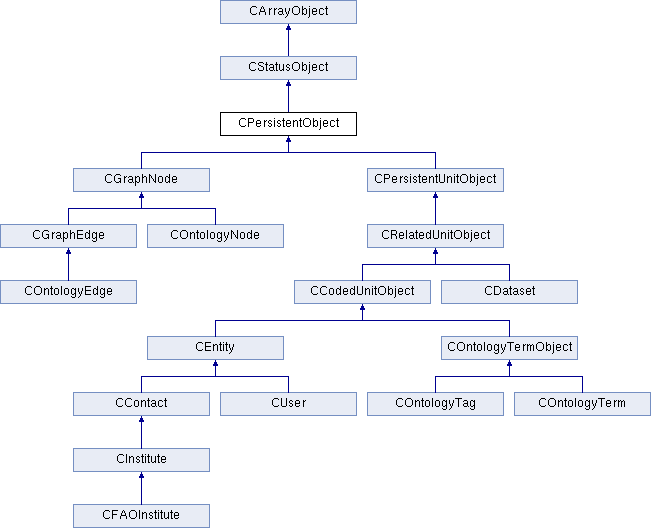 CArrayObject
CStatusObject
CPersistentObject
CGraphNode
CPersistentUnitObject
CGraphEdge
COntologyNode
CRelatedUnitObject
COntologyEdge
CCodedUnitObject
CDataset
CEntity
COntologyTermObject
CContact
CUser
COntologyTag
COntologyTerm
CInstitute
CFAOInstitute